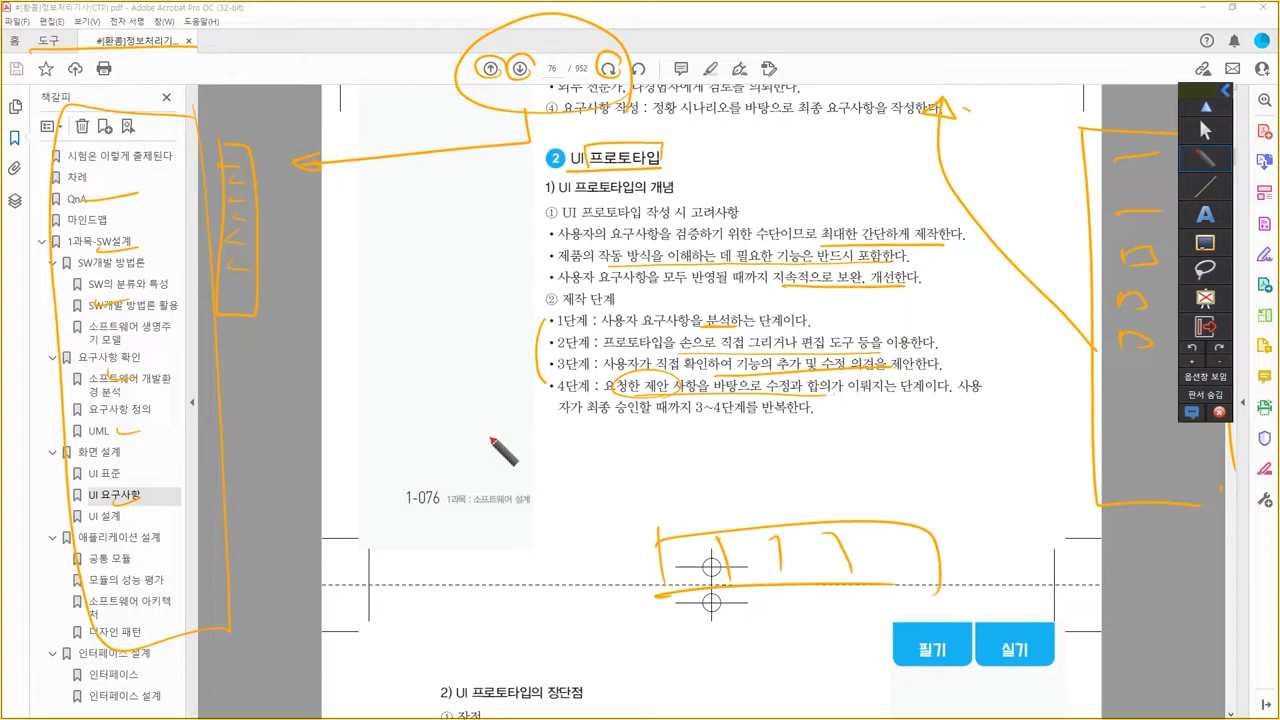 #[환콤]정보처리기사(CTP).pdf - Adobe Acrobat Pro DC (32-bit)
파일(F) 편집(E) 보기(V) 전자 서명 창(W) 도움말(H)
홈 도구 #[환콤]정보처리기... ×
76 / 952
책갈피
시험은 이렇게 출제된다
차례
QnA
마인드맵
1과목-SW설계
SW개발 방법론
SW의 분류와 특성
SW개발 방법론 활용
소프트웨어 생명주
기 모델
요구사항 확인
소프트웨어 개발환
경 분석
요구사항 정의
UML
화면 설계
UI 표준
UI 요구사항
UI 설계
애플리케이션 설계
공통 모듈
모듈의 성능 평가
소프트웨어 아키텍
처
디자인 패턴
인터페이스 설계
인터페이스
인터페이스 설계
• 외부 전문가, 다경험자에게 검토를 의뢰한다.
④ 요구사항 작성 : 정황 시나리오를 바탕으로 최종 요구사항을 작성한다.
2 UI 프로토타입
1) UI 프로토타입의 개념
① UI 프로토타입 작성 시 고려사항
• 사용자의 요구사항을 검증하기 위한 수단이므로 최대한 간단하게 제작한다.
• 제품의 작동 방식을 이해하는 데 필요한 기능은 반드시 포함한다.
• 사용자 요구사항을 모두 반영될 때까지 지속적으로 보완, 개선한다.
② 제작 단계
• 1단계 : 사용자 요구사항을 분석하는 단계이다.
• 2단계 : 프로토타입을 손으로 직접 그리거나 편집 도구 등을 이용한다.
• 3단계 : 사용자가 직접 확인하여 기능의 추가 및 수정 의견을 제안한다.
• 4단계 : 요청한 제안 사항을 바탕으로 수정과 합의가 이뤄지는 단계이다. 사용
자가 최종 승인할 때까지 3~4단계를 반복한다.
1-076 1과목 : 소프트웨어 설계
필기 실기
2) UI 프로토타입의 장단점
① 장점
옵션창 보임
판서 숨김